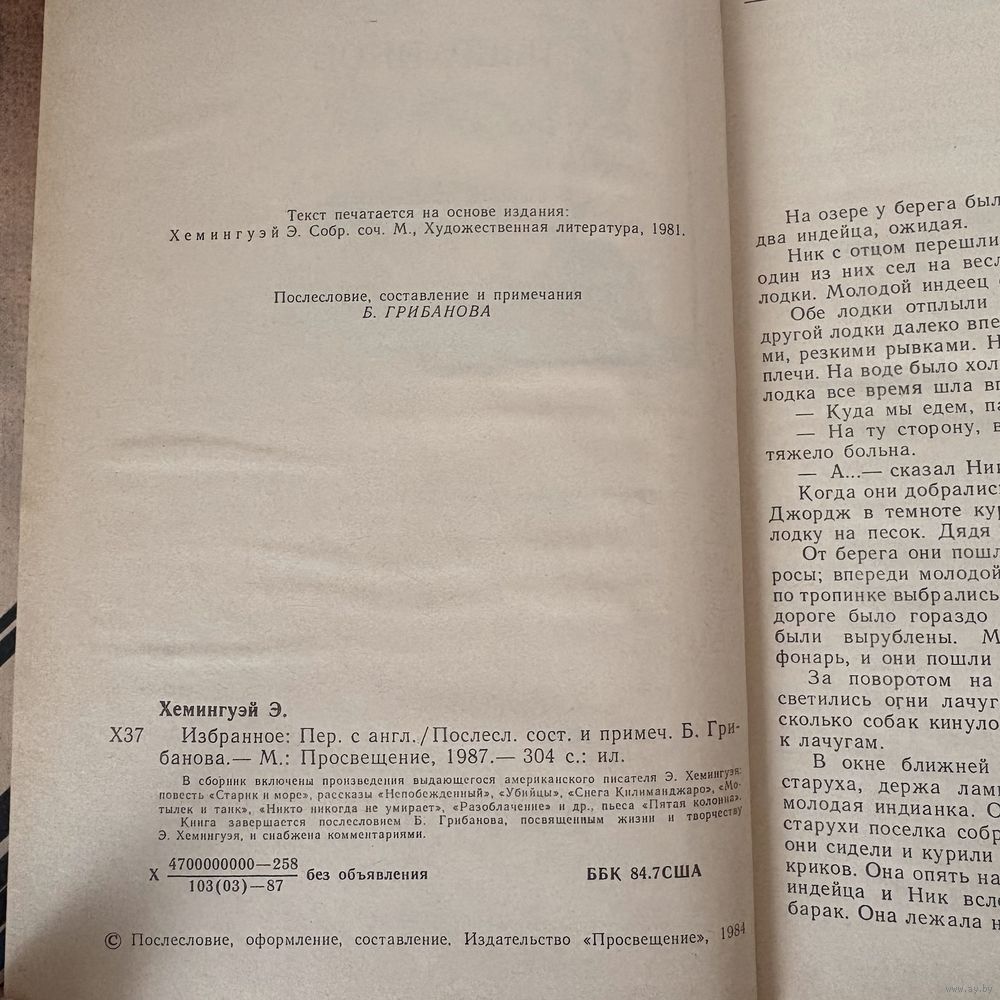 Текст печатается на основе издания:
Хемингуэй Э. Собр. соч. М., Художественная литература, 1981.
Послесловие, составление и примечания
Б. ГРИБАНОВА
Хемингуэй Э.
Х37 Избранное: Пер. с англ./Послесл. сост. и примеч. Б. Гри-
банова.— М.: Просвещение, 1987.— 304 с.: ил.
В сборник включены произведения выдающегося американского писателя Э. Хемингуэя:
повесть «Старик и море», рассказы «Непобежденный», «Убийцы», «Снега Килиманджаро», «Мо-
тылек и танк», «Никто никогда не умирает», «Разоблачение» и др., пьеса «Пятая колонна».
Книга завершается послесловием Б. Грибанова, посвященным жизни и творчеству
Э. Хемингуэя, и снабжена комментариями.
Х 4700000000—258
103(03)—87 без объявления ББК 84.7США
© Послесловие, оформление, составление. Издательство «Просвещение», 1984
На озере у берега был
два индейца, ожидая.
Ник с отцом перешли
один из них сел на весл
лодки. Молодой индеец
Обе лодки отплыли
другой лодки далеко впе
ми, резкими рывками. Н
плечи. На воде было хол
лодка все время шла вп
— Куда мы едем, па
— На ту сторону, в
тяжело больна.
— А...— сказал Ник
Когда они добралис
Джордж в темноте кур
лодку на песок. Дядя
От берега они пошл
росы; впереди молодой
по тропинке выбрались
дороге было гораздо
были вырублены. М
фонарь, и они пошли
За поворотом на
светились огни лачуг
сколько собак кинуло
к лачугам.
В окне ближней
старуха, держа ламп
молодая индианка. О
старухи поселка собр
они сидели и курили
криков. Она опять на
индейца и Ник всле
барак. Она лежала н
www.ay.by